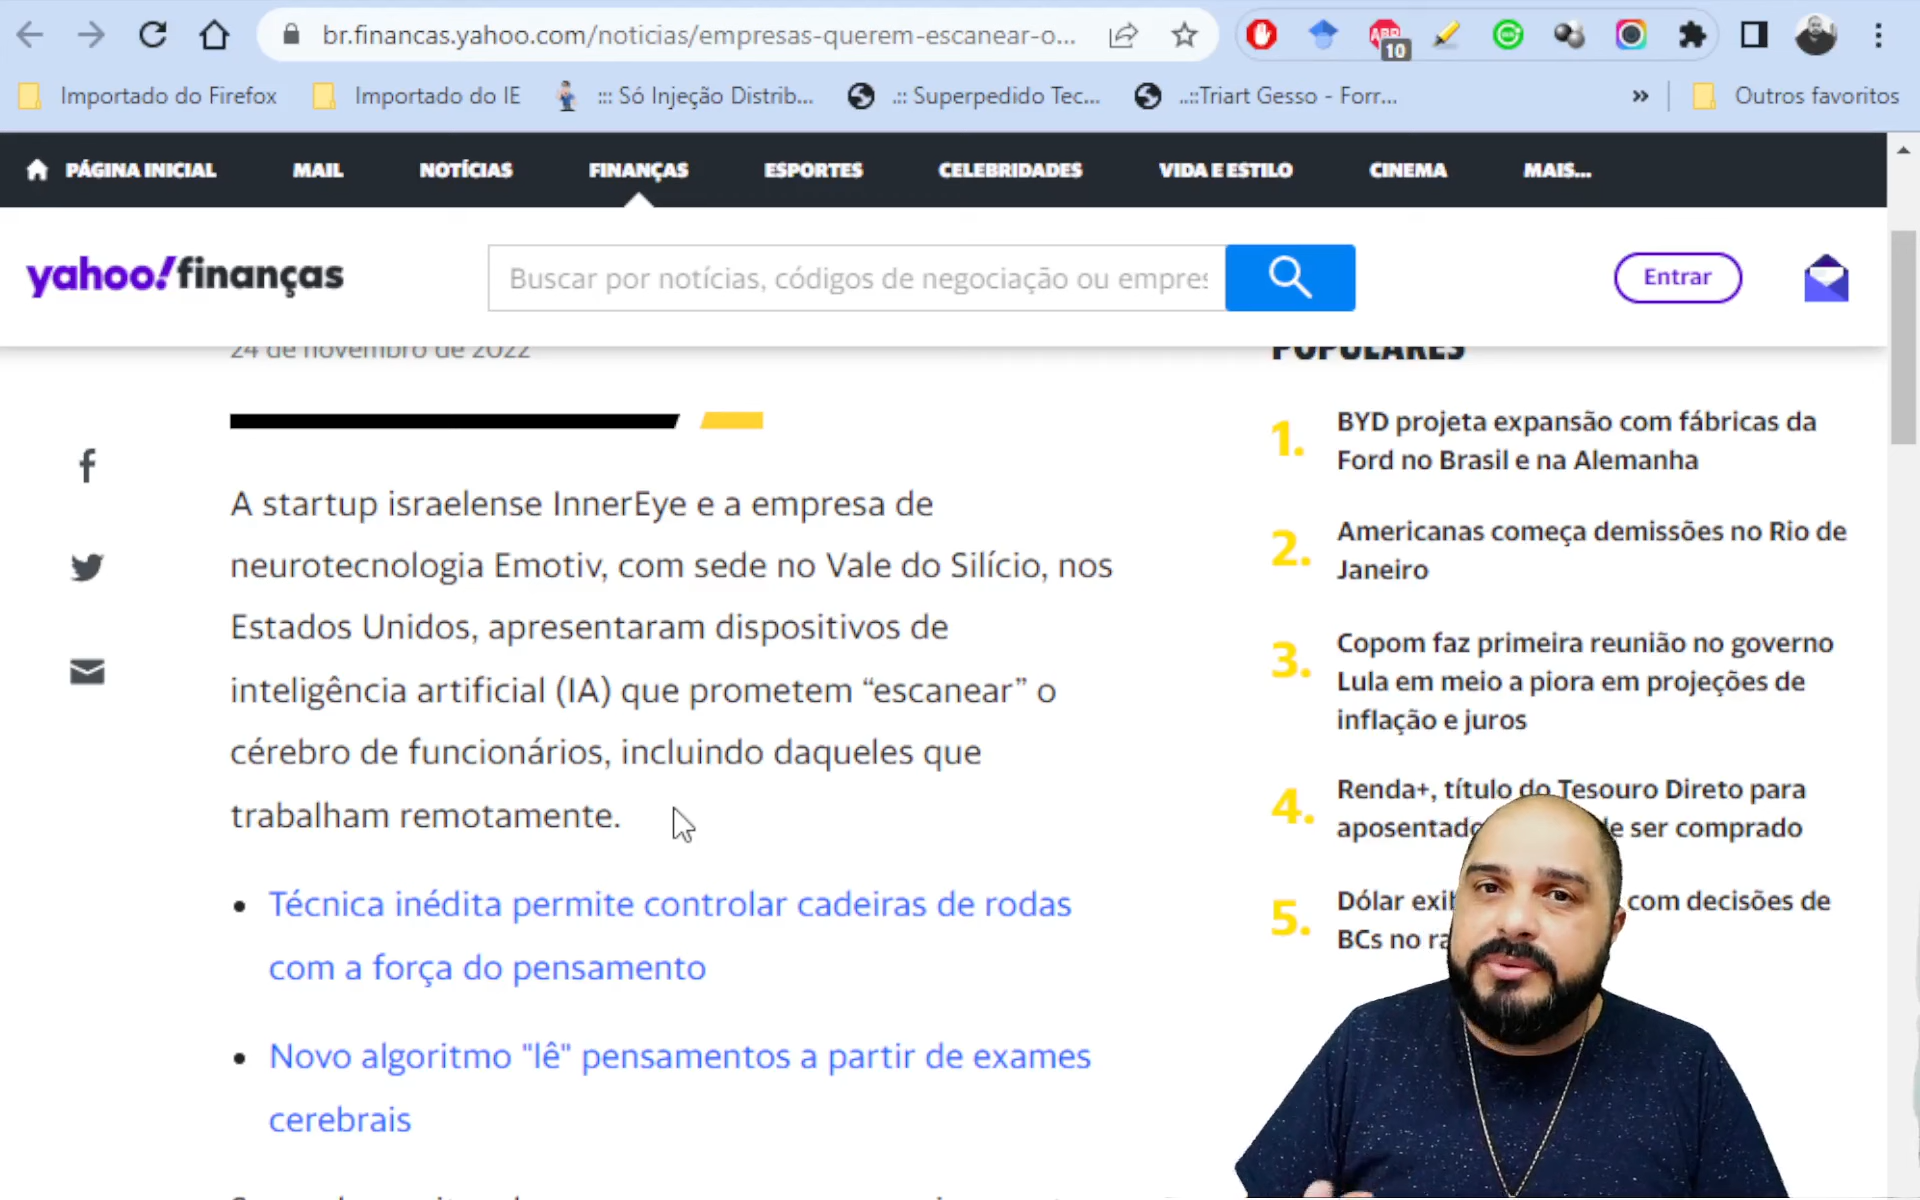 br.financas.yahoo.com/noticias/empresas-querem-escanear-o...
ABP
10
Importado do Firefox
Importado do IE
::: Só Injeção Distrib...
.:: Superpedido Tec...
..::Triart Gesso - Forr...
»
Outros favoritos
PÁGINA INICIAL
MAIL
NOTÍCIAS
FINANÇAS
ESPORTES
CELEBRIDADES
VIDA E ESTILO
CINEMA
MAIS...
yahoo!finanças
Buscar por notícias, códigos de negociação ou empres
Entrar
24 de novembro de 2022
A startup israelense InnerEye e a empresa de
neurotecnologia Emotiv, com sede no Vale do Silício, nos
Estados Unidos, apresentaram dispositivos de
inteligência artificial (IA) que prometem “escanear” o
cérebro de funcionários, incluindo daqueles que
trabalham remotamente.
• Técnica inédita permite controlar cadeiras de rodas
com a força do pensamento
• Novo algoritmo "lê" pensamentos a partir de exames
cerebrais
POPULARES
1. BYD projeta expansão com fábricas da
Ford no Brasil e na Alemanha
2. Americanas começa demissões no Rio de
Janeiro
3. Copom faz primeira reunião no governo
Lula em meio a piora em projeções de
inflação e juros
4. Renda+, título do Tesouro Direto para
ser comprado
5. Dólar com decisões de
BCs no